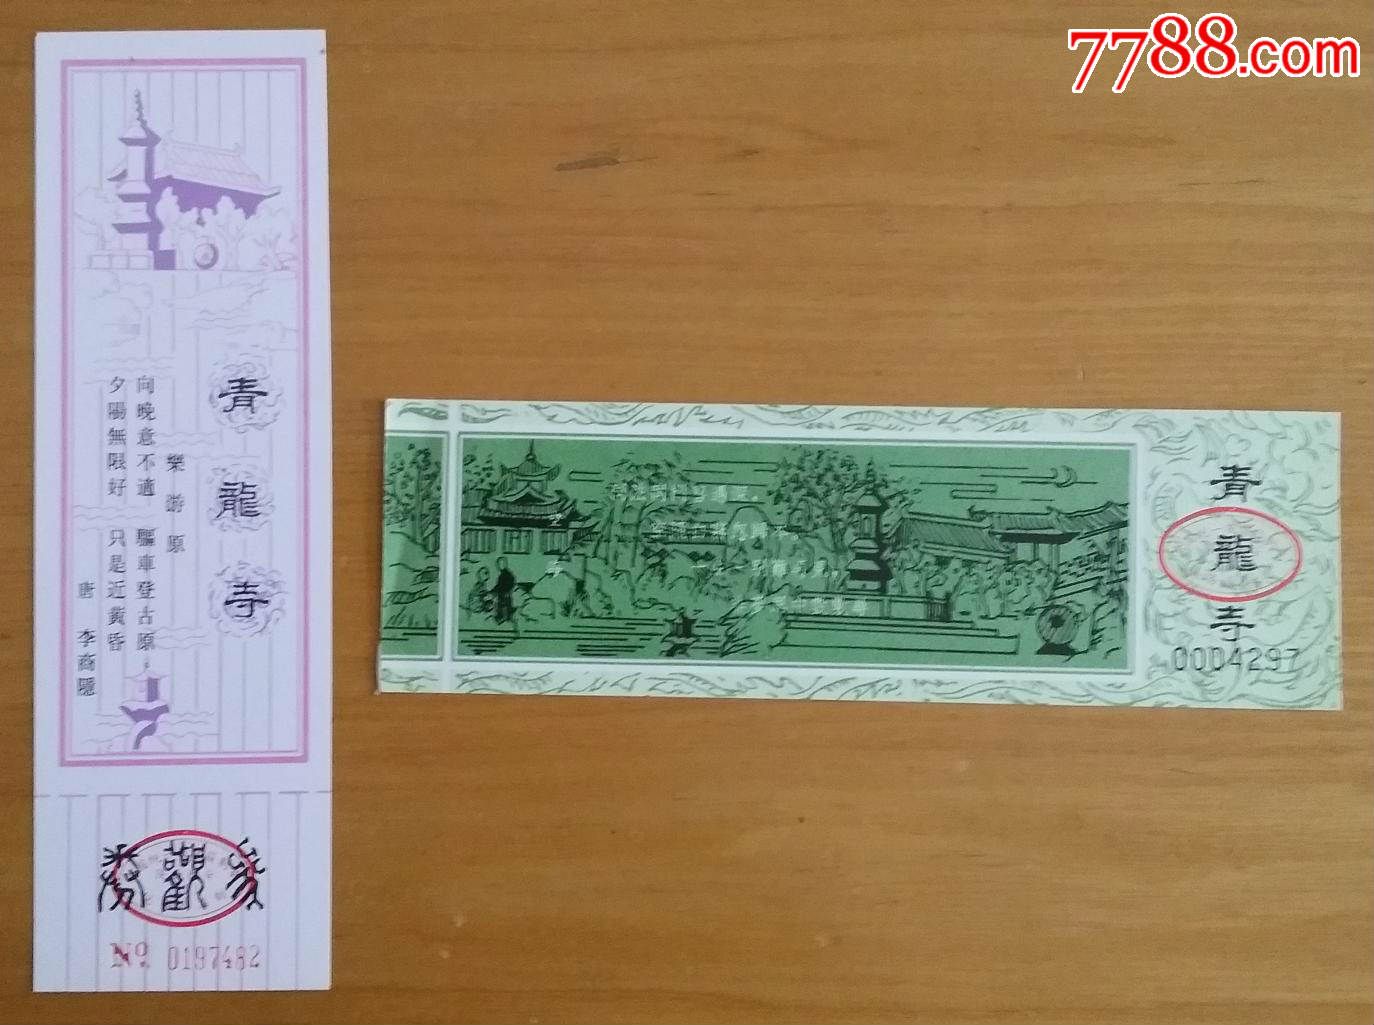 7788.com
青龍寺
樂游原
向晚意不適 驅車登古原
夕陽無限好 只是近黃昏
唐 李商隱
券觀参
No. 0197482
青龍寺
0004297